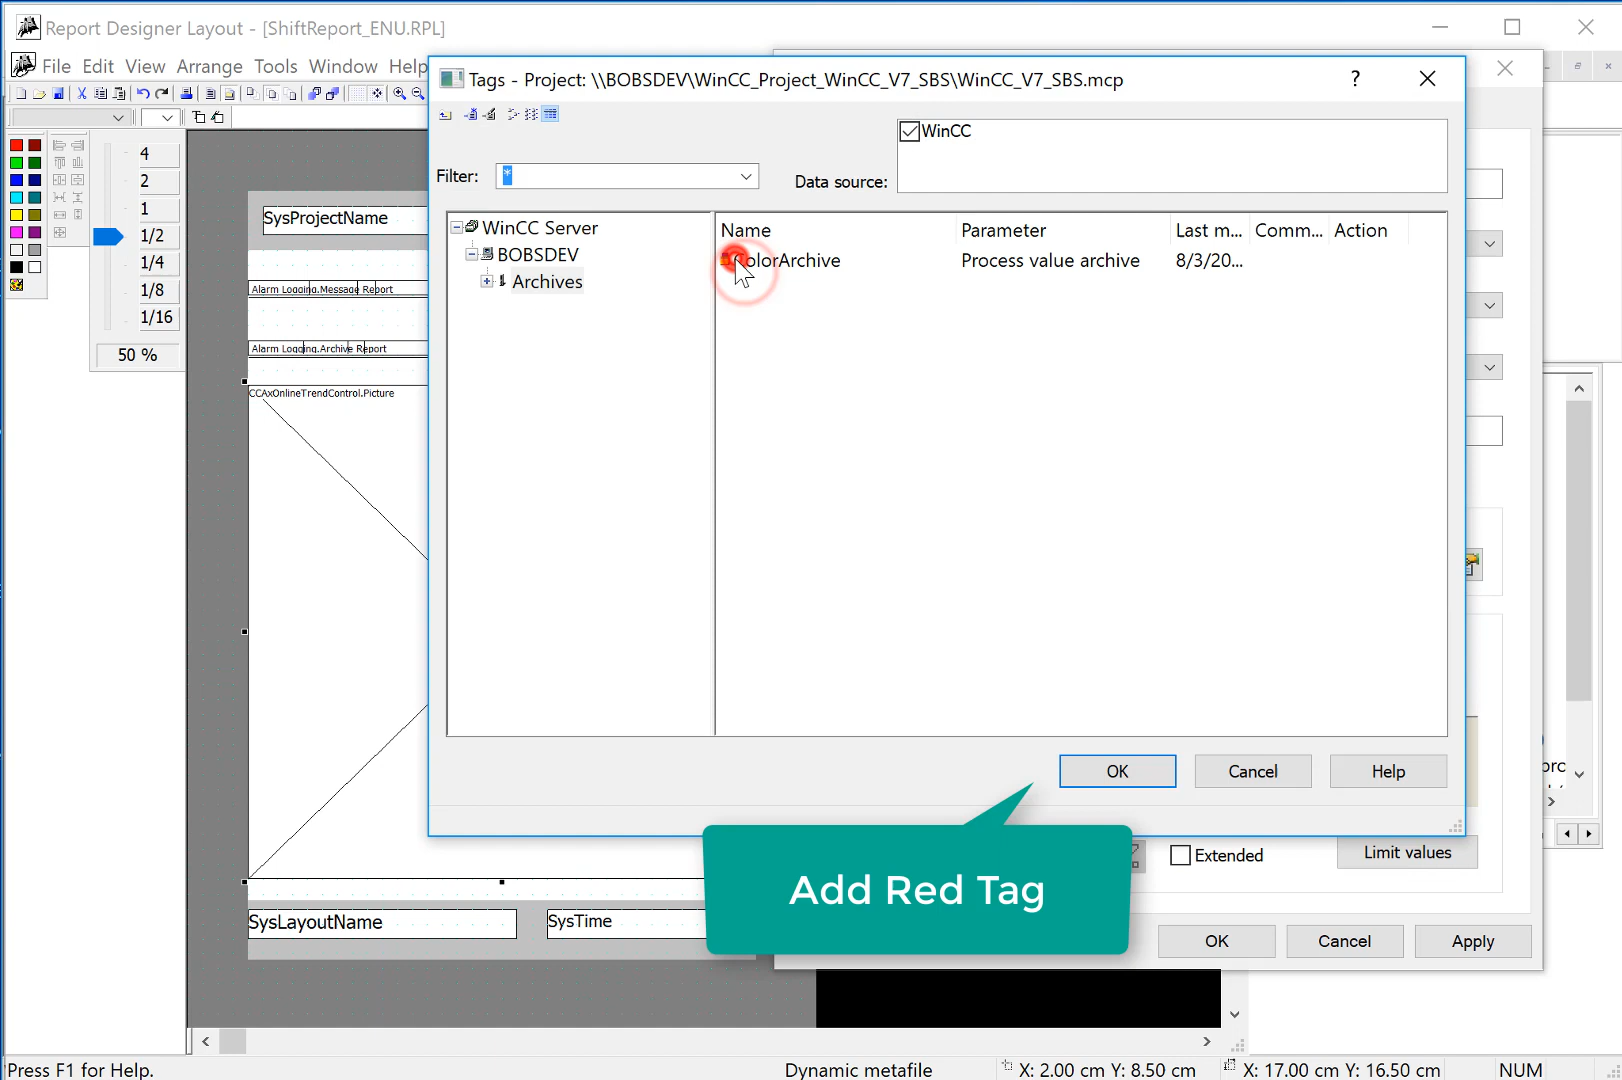 Report Designer Layout - [ShiftReport_ENU.RPL]
File Edit View Arrange Tools Window Help
Tags - Project: \\BOBSDEV\WinCC_Project_WinCC_V7_SBS\WinCC_V7_SBS.mcp
?
WinCC
Filter: *
Data source:
4
2
1
1/2
1/4
1/8
1/16
50 %
SysProjectName
Alarm Logging.Message Report
Alarm Logging.Archive Report
CCAxOnlineTrendControl.Picture
WinCC Server
BOBSDEV
Archives
Name Parameter Last m... Comm... Action
ColorArchive Process value archive 8/3/20...
OK Cancel Help
Add Red Tag
Extended
Limit values
SysLayoutName
SysTime
OK Cancel Apply
Press F1 for Help.
Dynamic metafile
X: 2.00 cm Y: 8.50 cm
X: 17.00 cm Y: 16.50 cm
NUM